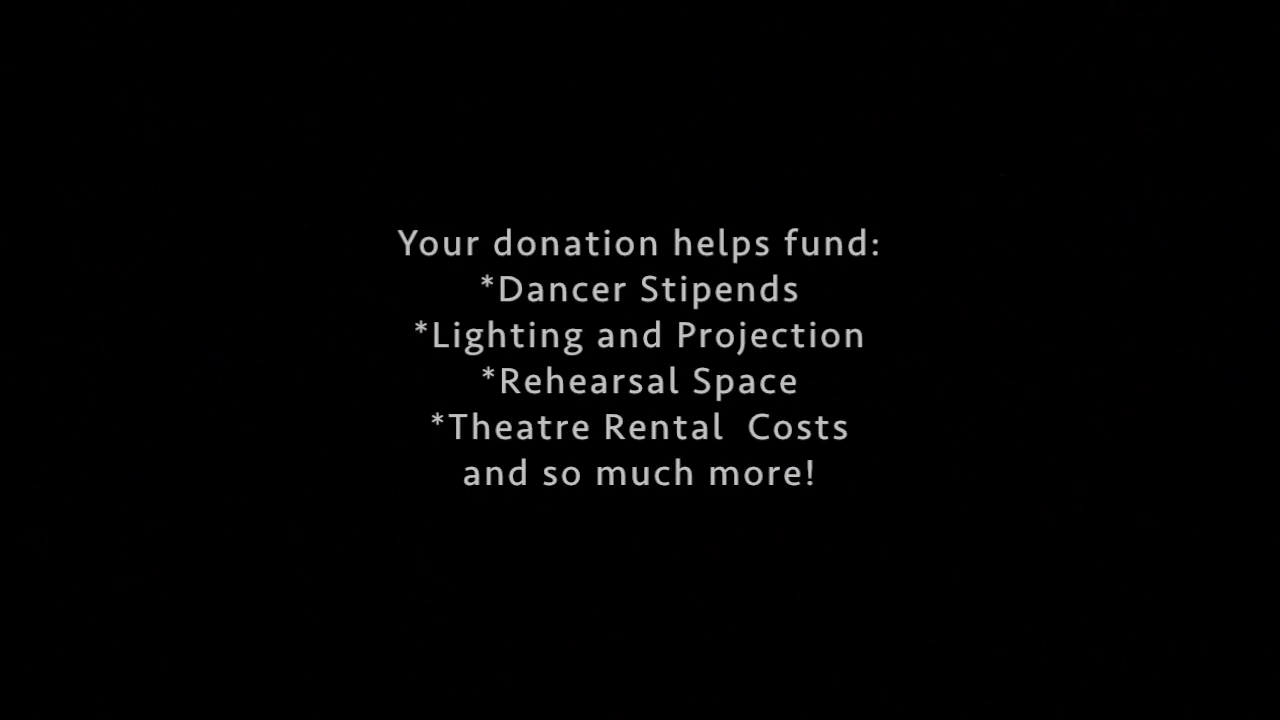 Your donation helps fund:
*Dancer Stipends
*Lighting and Projection
*Rehearsal Space
*Theatre Rental  Costs
and so much more!